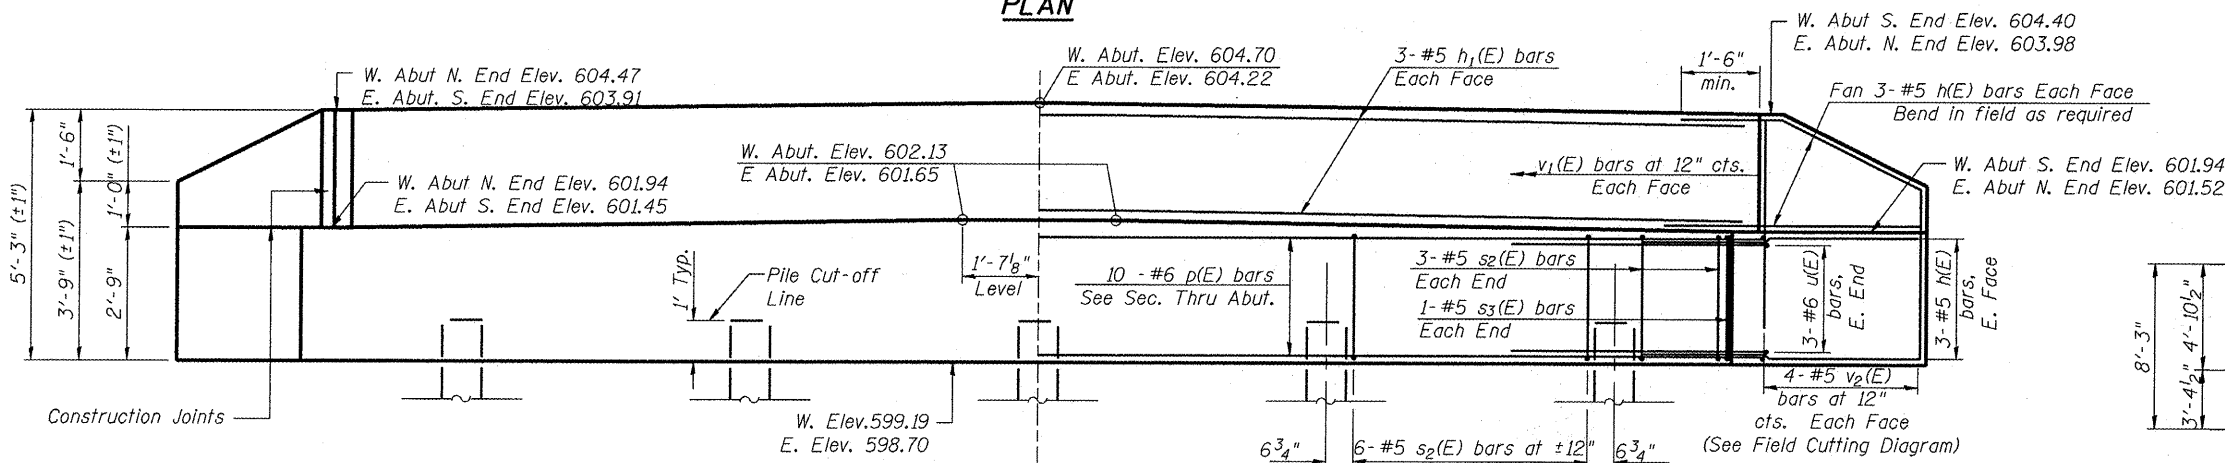 PLAN
W. Abut N. End Elev. 604.47
E. Abut. S. End Elev. 603.91
W. Abut. Elev. 604.70
E Abut. Elev. 604.22
3-#5 h1(E) bars
Each Face
1'-6"
min.
W. Abut S. End Elev. 604.40
E. Abut. N. End Elev. 603.98
Fan 3-#5 h(E) bars Each Face
Bend in field as required
5'-3" (±1")
1'-6"
3'-9" (±1")
1'-0" (±1")
2'-9"
W. Abut N. End Elev. 601.94
E. Abut S. End Elev. 601.45
W. Abut. Elev. 602.13
E Abut. Elev. 601.65
v1(E) bars at 12" cts.
Each Face
W. Abut S. End Elev. 601.94
E. Abut N. End Elev. 601.52
1' Typ.
Pile Cut-off
Line
1'-7 1/8"
Level
10 -#6 p(E) bars
See Sec. Thru Abut.
3-#5 s2(E) bars
Each End
1-#5 s3(E) bars
Each End
3-#6 u(E)
bars,
E. End
3-#5 h(E)
bars,
E. Face
8'-3"
4'-10 1/2"
3'-4 1/2"
Construction Joints
W. Elev.599.19
E. Elev. 598.70
6 3/4"
6-#5 s2(E) bars at ±12"
6 3/4"
4-#5 v2(E)
bars at 12"
cts. Each Face
(See Field Cutting Diagram)